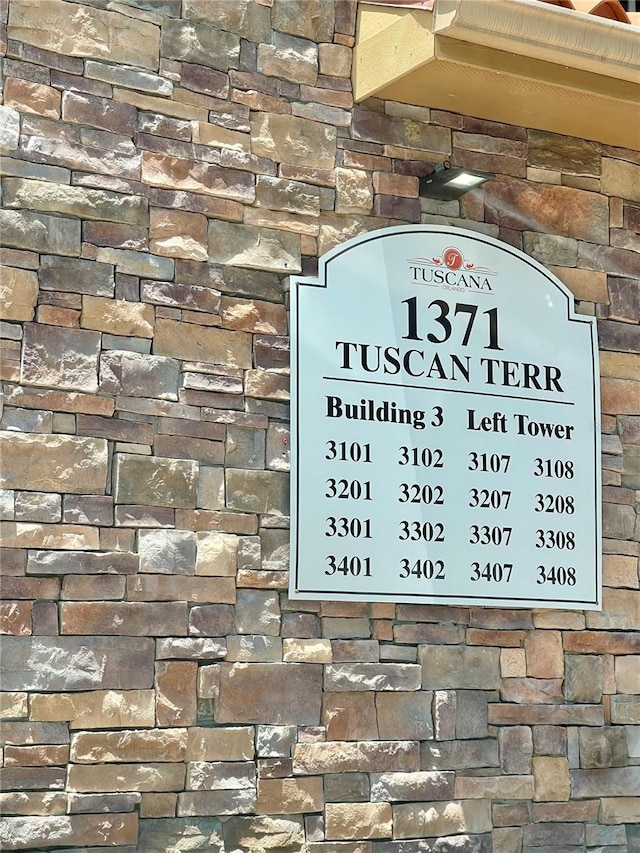 T
TUSCANA
ORLANDO
1371
TUSCAN TERR
Building 3 Left Tower
3101 3102 3107 3108
3201 3202 3207 3208
3301 3302 3307 3308
3401 3402 3407 3408